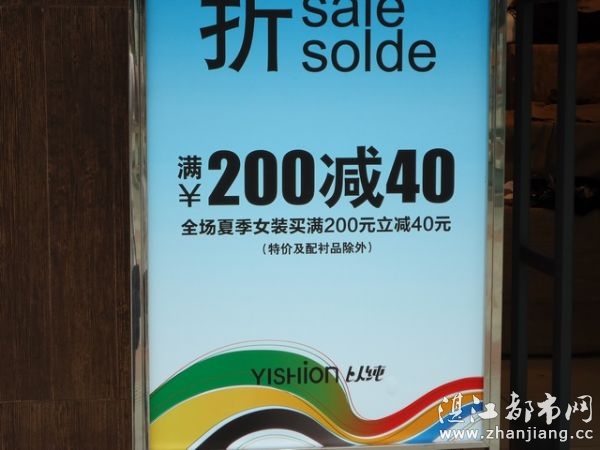 折 sale
solde
满
¥ 200减40
全场夏季女装买满200元立减40元
(特价及配衬品除外)
YISHION 以纯
湛江都市网
www.zhanjiang.cc